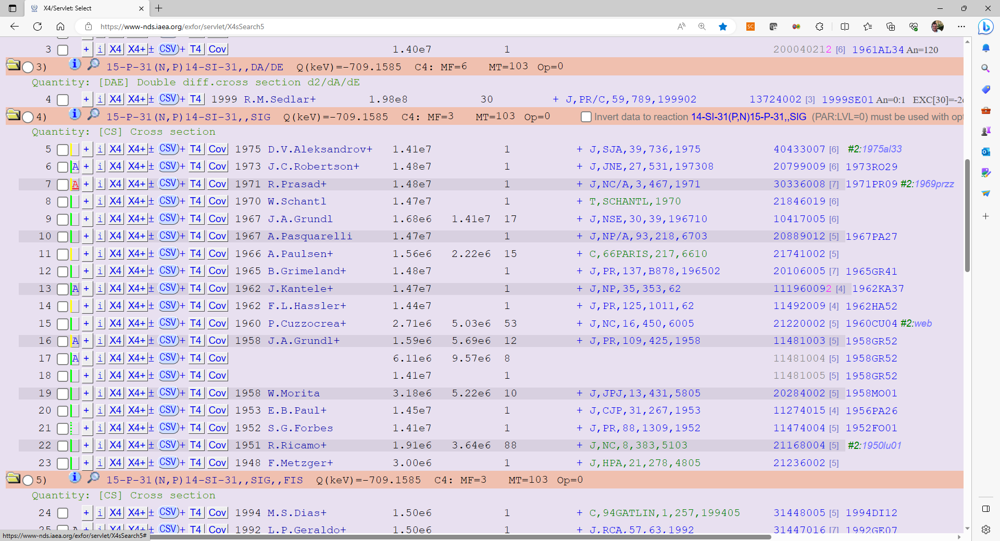 X4/Servlet: Select
https://www-nds.iaea.org/exfor/servlet/X4sSearch5
3 + i X4 X4+± CSV)+ T4 Cov 1.40e7 1 200040212 [6] 1961AL34 An=120
3) i 15-P-31(N,P)14-SI-31,,DA/DE Q(keV)=-709.1585 C4: MF=6 MT=103 Op=0
Quantity: [DAE] Double diff.cross section d2/dA/dE
4 + i X4 X4+± CSV)+ T4 1999 R.M.Sedlar+ 1.98e8 30 + J,PR/C,59,789,199902 13724002 [3] 1999SE01 An=0:1 EXC[30]=-2
4) i 15-P-31(N,P)14-SI-31,,SIG Q(keV)=-709.1585 C4: MF=3 MT=103 Op=0 Invert data to reaction 14-SI-31(P,N)15-P-31,,SIG (PAR:LVL=0) must be used with op
Quantity: [CS] Cross section
5 + i X4 X4+± CSV)+ T4 Cov 1975 D.V.Aleksandrov+ 1.41e7 1 + J,SJA,39,736,1975 40433007 [6] #2:1975al33
6 A + i X4 X4+± CSV)+ T4 Cov 1973 J.C.Robertson+ 1.48e7 1 + J,JNE,27,531,197308 20799009 [6] 1973RO29
7 A + i X4 X4+± CSV)+ T4 Cov 1971 R.Prasad+ 1.48e7 1 + J,NC/A,3,467,1971 30336008 [7] 1971PR09 #2:1969przz
8 + i X4 X4+± CSV)+ T4 Cov 1970 W.Schantl 1.47e7 1 + T,SCHANTL,1970 21846019 [6]
9 + i X4 X4+± CSV)+ T4 Cov 1967 J.A.Grundl 1.68e6 1.41e7 17 + J,NSE,30,39,196710 10417005 [6]
10 + i X4 X4+± CSV)+ T4 Cov 1967 A.Pasquarelli 1.47e7 1 + J,NP/A,93,218,6703 20889012 [5] 1967PA27
11 + i X4 X4+± CSV)+ T4 Cov 1966 A.Paulsen+ 1.56e6 2.22e6 15 + C,66PARIS,217,6610 21741002 [5]
12 + i X4 X4+± CSV)+ T4 Cov 1965 B.Grimeland+ 1.48e7 1 + J,PR,137,B878,196502 20106005 [7] 1965GR41
13 A + i X4 X4+± CSV)+ T4 Cov 1962 J.Kantele+ 1.47e7 1 + J,NP,35,353,62 111960092 [4] 1962KA37
14 + i X4 X4+± CSV)+ T4 Cov 1962 F.L.Hassler+ 1.44e7 1 + J,PR,125,1011,62 11492009 [4] 1962HA52
15 + i X4 X4+± CSV)+ T4 Cov 1960 P.Cuzzocrea+ 2.71e6 5.03e6 53 + J,NC,16,450,6005 21220002 [5] 1960CU04 #2:web
16 A + i X4 X4+± CSV)+ T4 Cov 1958 J.A.Grundl+ 1.59e6 5.69e6 12 + J,PR,109,425,1958 11481003 [5] 1958GR52
17 A + i X4 X4+± CSV)+ T4 Cov 6.11e6 9.57e6 8 11481004 [5] 1958GR52
18 + i X4 X4+± CSV)+ T4 Cov 1.41e7 1 11481005 [5] 1958GR52
19 + i X4 X4+± CSV)+ T4 Cov 1958 W.Morita 3.18e6 5.22e6 10 + J,JPJ,13,431,5805 20284002 [5] 1958MO01
20 + i X4 X4+± CSV)+ T4 Cov 1953 E.B.Paul+ 1.45e7 1 + J,CJP,31,267,1953 11274015 [4] 1956PA26
21 + i X4 X4+± CSV)+ T4 Cov 1952 S.G.Forbes 1.41e7 1 + J,PR,88,1309,1952 11474004 [5] 1952FO01
22 + i X4 X4+± CSV)+ T4 Cov 1951 R.Ricamo+ 1.91e6 3.64e6 88 + J,NC,8,383,5103 21168004 [5] #2:1950lu01
23 + i X4 X4+± CSV)+ T4 Cov 1948 F.Metzger+ 3.00e6 1 + J,HPA,21,278,4805 21236002 [5]
5) i 15-P-31(N,P)14-SI-31,,SIG,,FIS Q(keV)=-709.1585 C4: MF=3 MT=103 Op=0
Quantity: [CS] Cross section
24 + i X4 X4+± CSV)+ T4 Cov 1994 M.S.Dias+ 1.50e6 1 + C,94GATLIN,1,257,199405 31448005 [5] 1994DI12
25 A + i X4 X4+± CSV)+ T4 Cov 1992 L.P.Geraldo+ 1.50e6 1 + J,RCA,57,63,1992 31447016 [7] 1992GE07
https://www-nds.iaea.org/exfor/servlet/X4sSearch5#